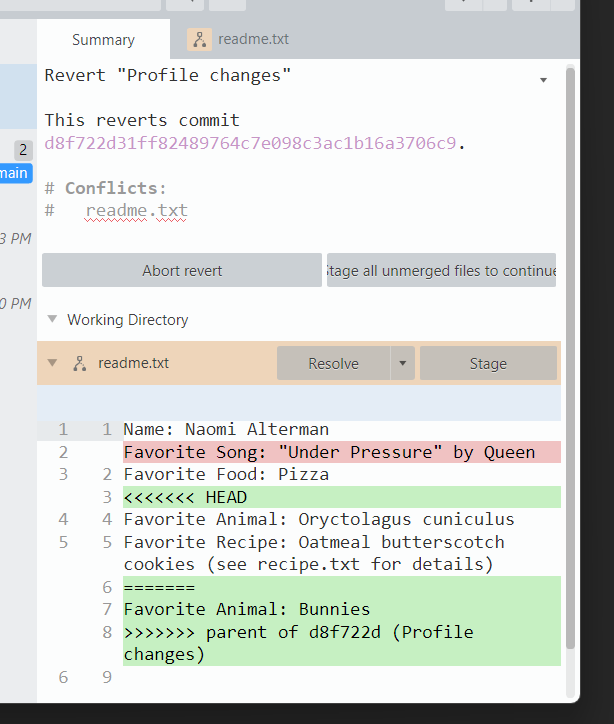 Summary
readme.txt
Revert "Profile changes"
This reverts commit
d8f722d31ff82489764c7e098c3ac1b16a3706c9.
2
main
# Conflicts:
# readme.txt
3 PM
Abort revert
Stage all unmerged files to continue
0 PM
Working Directory
readme.txt
Resolve
Stage
1 1 Name: Naomi Alterman
2 Favorite Song: "Under Pressure" by Queen
3 2 Favorite Food: Pizza
3 <<<<<<< HEAD
4 4 Favorite Animal: Oryctolagus cuniculus
5 5 Favorite Recipe: Oatmeal butterscotch
cookies (see recipe.txt for details)
6 =======
7 Favorite Animal: Bunnies
8 >>>>>>> parent of d8f722d (Profile
changes)
6 9